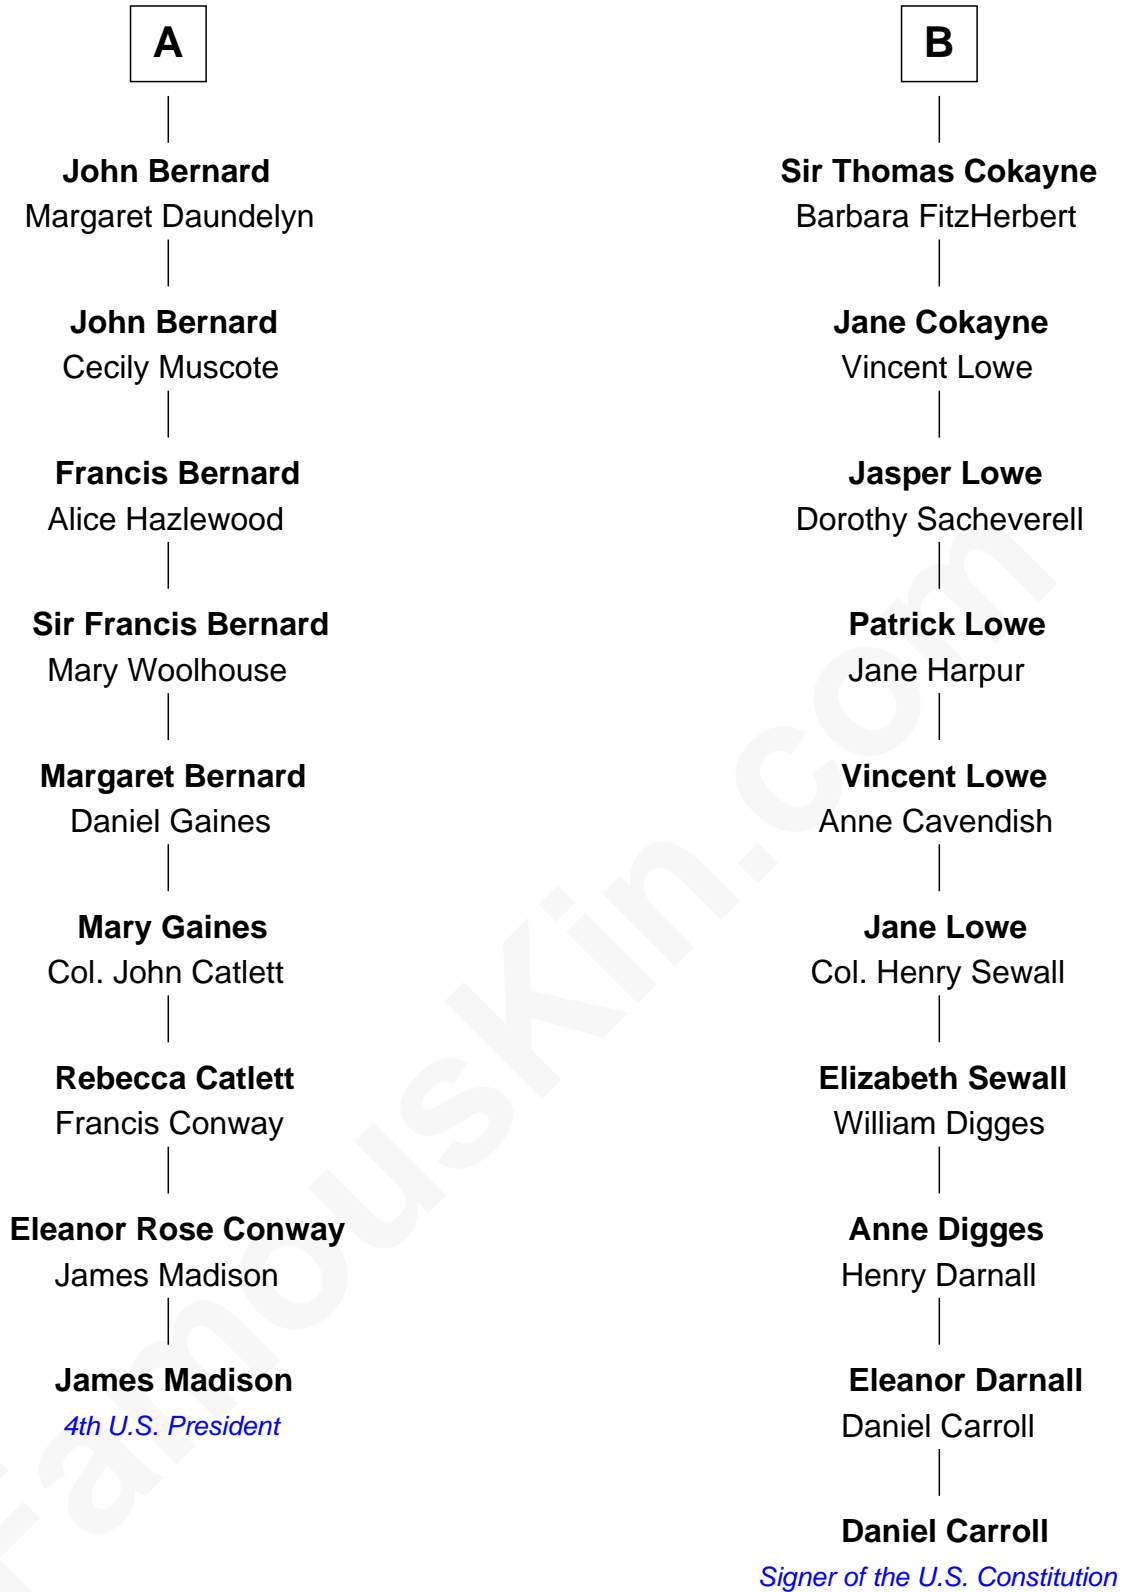 A
John Bernard
Margaret Daundelyn
John Bernard
Cecily Muscote
Francis Bernard
Alice Hazlewood
Sir Francis Bernard
Mary Woolhouse
Margaret Bernard
Daniel Gaines
Mary Gaines
Col. John Catlett
Rebecca Catlett
Francis Conway
Eleanor Rose Conway
James Madison
James Madison
4th U.S. President
B
Sir Thomas Cokayne
Barbara FitzHerbert
Jane Cokayne
Vincent Lowe
Jasper Lowe
Dorothy Sacheverell
Patrick Lowe
Jane Harpur
Vincent Lowe
Anne Cavendish
Jane Lowe
Col. Henry Sewall
Elizabeth Sewall
William Digges
Anne Digges
Henry Darnall
Eleanor Darnall
Daniel Carroll
Daniel Carroll
Signer of the U.S. Constitution
FamousKin.com